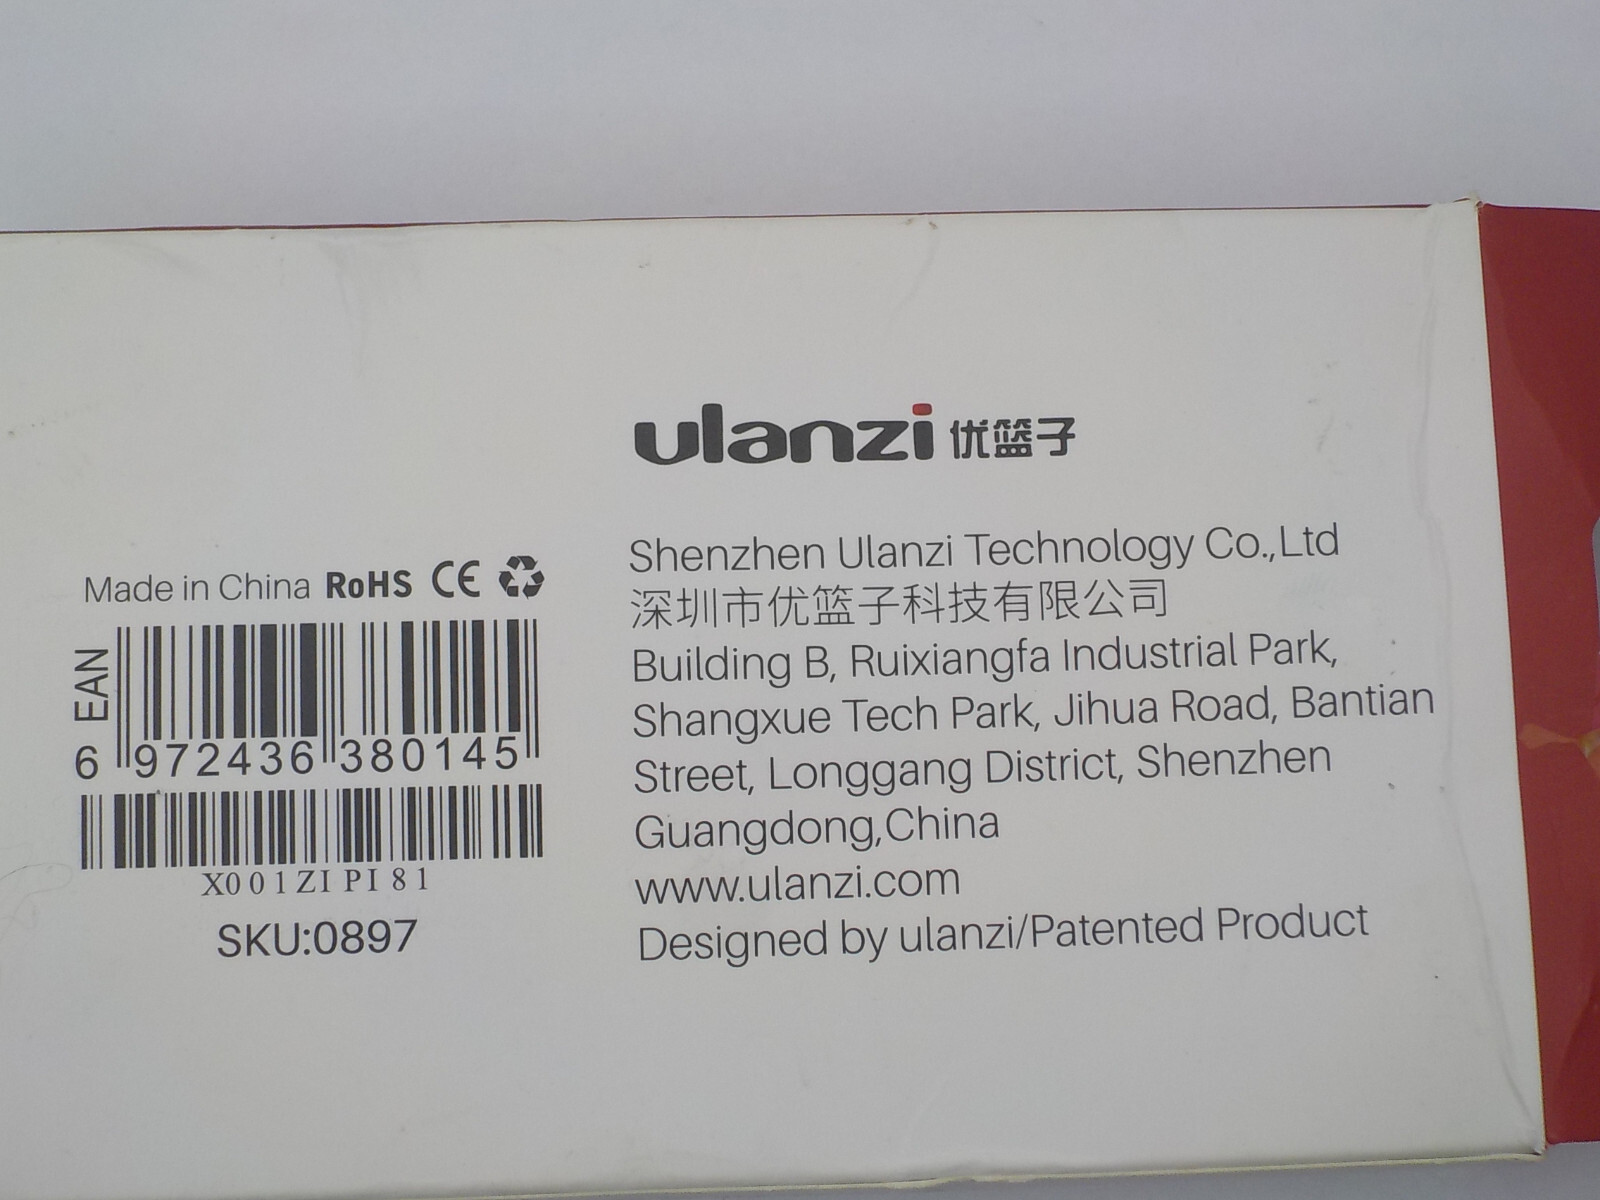 ulanzi 优篮子
Shenzhen Ulanzi Technology Co.,Ltd
深圳市优篮子科技有限公司
Building B, Ruixiangfa Industrial Park,
Shangxue Tech Park, Jihua Road, Bantian
Street, Longgang District, Shenzhen
Guangdong,China
www.ulanzi.com
Designed by ulanzi/Patented Product
Made in China RoHS CE
EAN
6 972436 380145
X001ZIPI81
SKU:0897